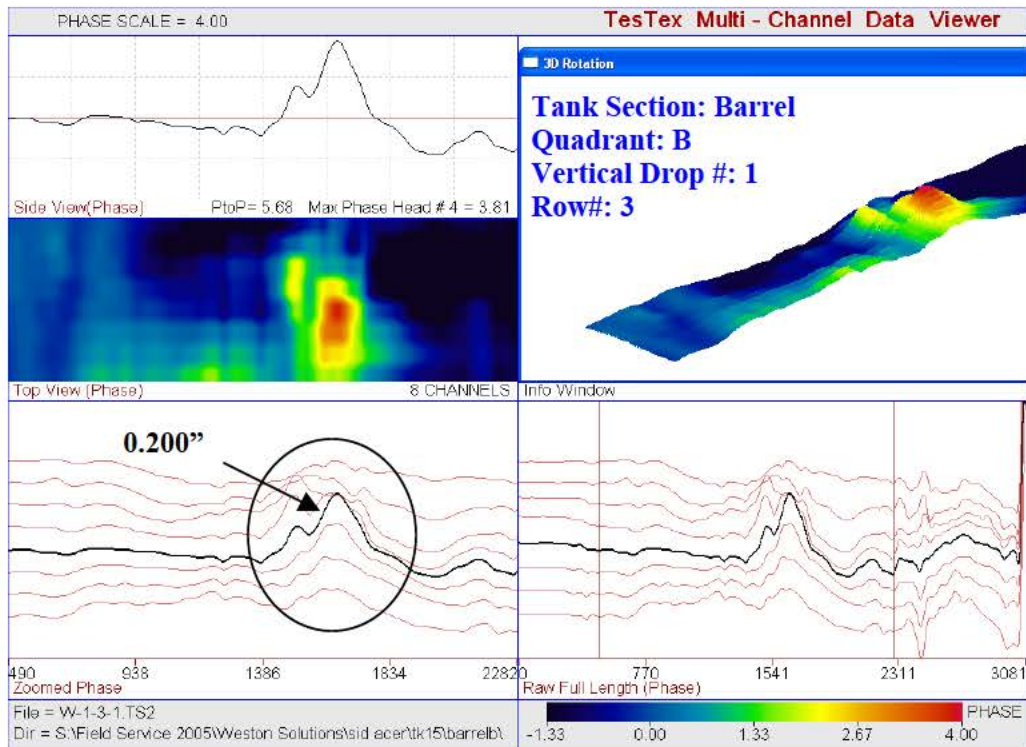 PHASE SCALE = 4.00
TesTex Multi - Channel Data Viewer
Side View(Phase)
PtoP= 5.68 Max Phase Head # 4 = 3.81
3D Rotation
Tank Section: Barrel
Quadrant: B
Vertical Drop #: 1
Row#: 3
Top View (Phase)
8 CHANNELS
Info Window
0.200”
490 938 1386 1834 2282
0 770 1541 2311 3081
Zoomed Phase
Raw Full Length (Phase)
File = W-1-3-1.TS2
Dir = S:\Field Service 2005\Weston Solutions\sid acer\tk15\barrelb\
PHASE
-1.33 0.00 1.33 2.67 4.00